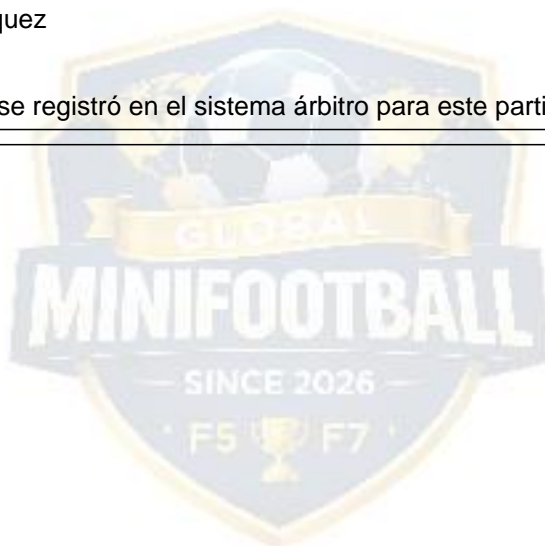 quez
se registró en el sistema árbitro para este parti
GLOBAL
MINIFOOTBALL
SINCE 2026
F5 F7